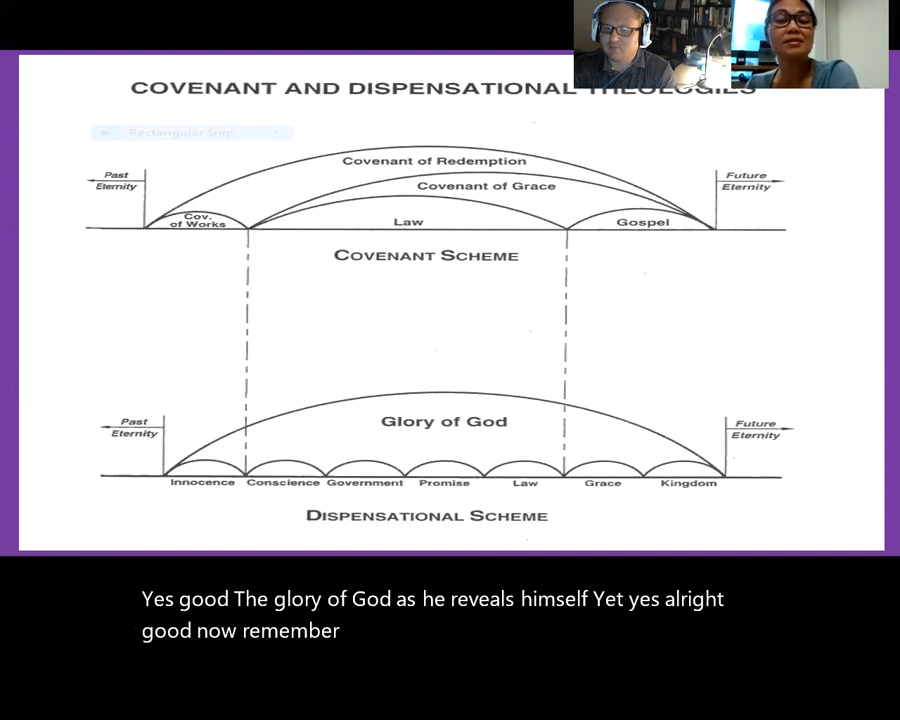 COVENANT AND DISPENSATIONAL THEOLOGIES
Rectangular Snip
Covenant of Redemption
Past
Eternity
Future
Eternity
Covenant of Grace
Cov.
of Works
Law
Gospel
COVENANT SCHEME
Glory of God
Past
Eternity
Future
Eternity
Innocence Conscience Government Promise Law Grace Kingdom
DISPENSATIONAL SCHEME
Yes good The glory of God as he reveals himself Yet yes alright
good now remember